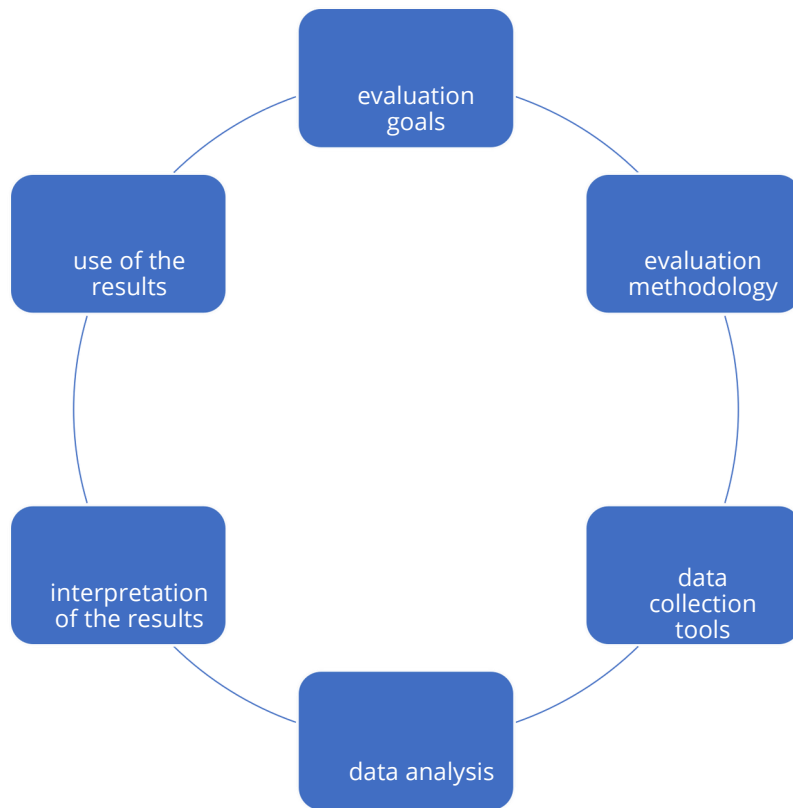 evaluation
goals
evaluation
methodology
data
collection
tools
data analysis
interpretation
of the results
use of the
results